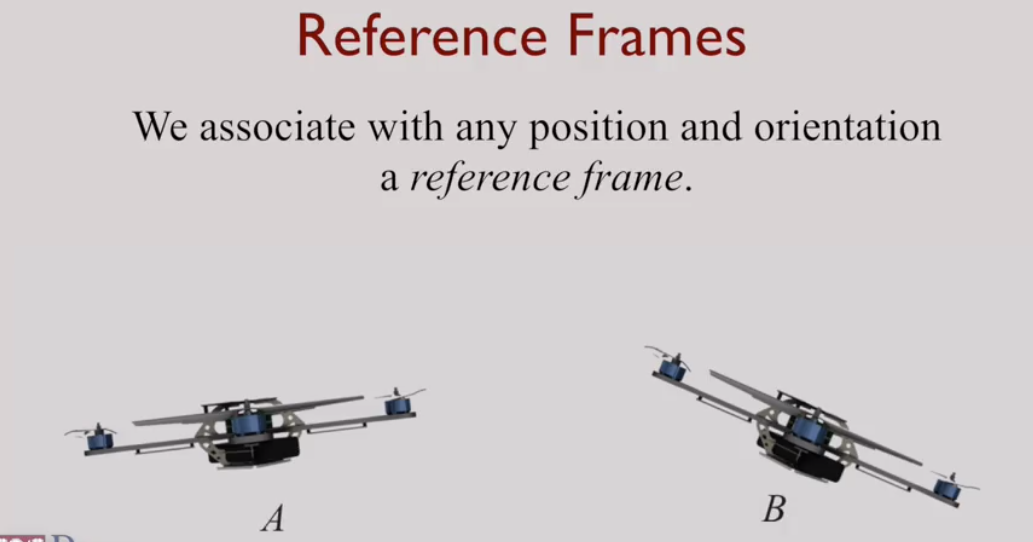 Reference Frames
We associate with any position and orientation
a reference frame.
A
B